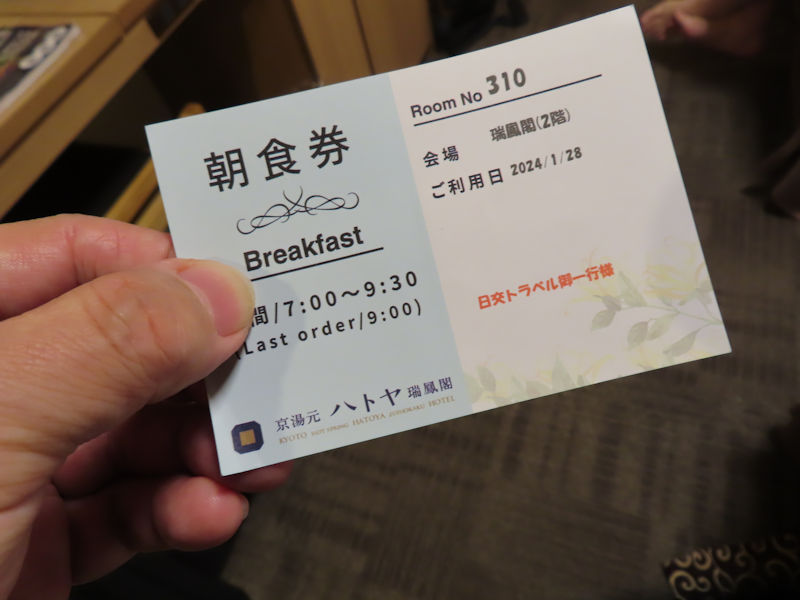 朝食券
Breakfast
間/7:00～9:30
(Last order/9:00)
京湯元 ハトヤ 瑞鳳閣
KYOTO HOT SPRING HATOYA ZUIHOKAKU HOTEL
Room No 310
会場 瑞鳳閣(2階)
ご利用日 2024/1/28
日交トラベル御一行様